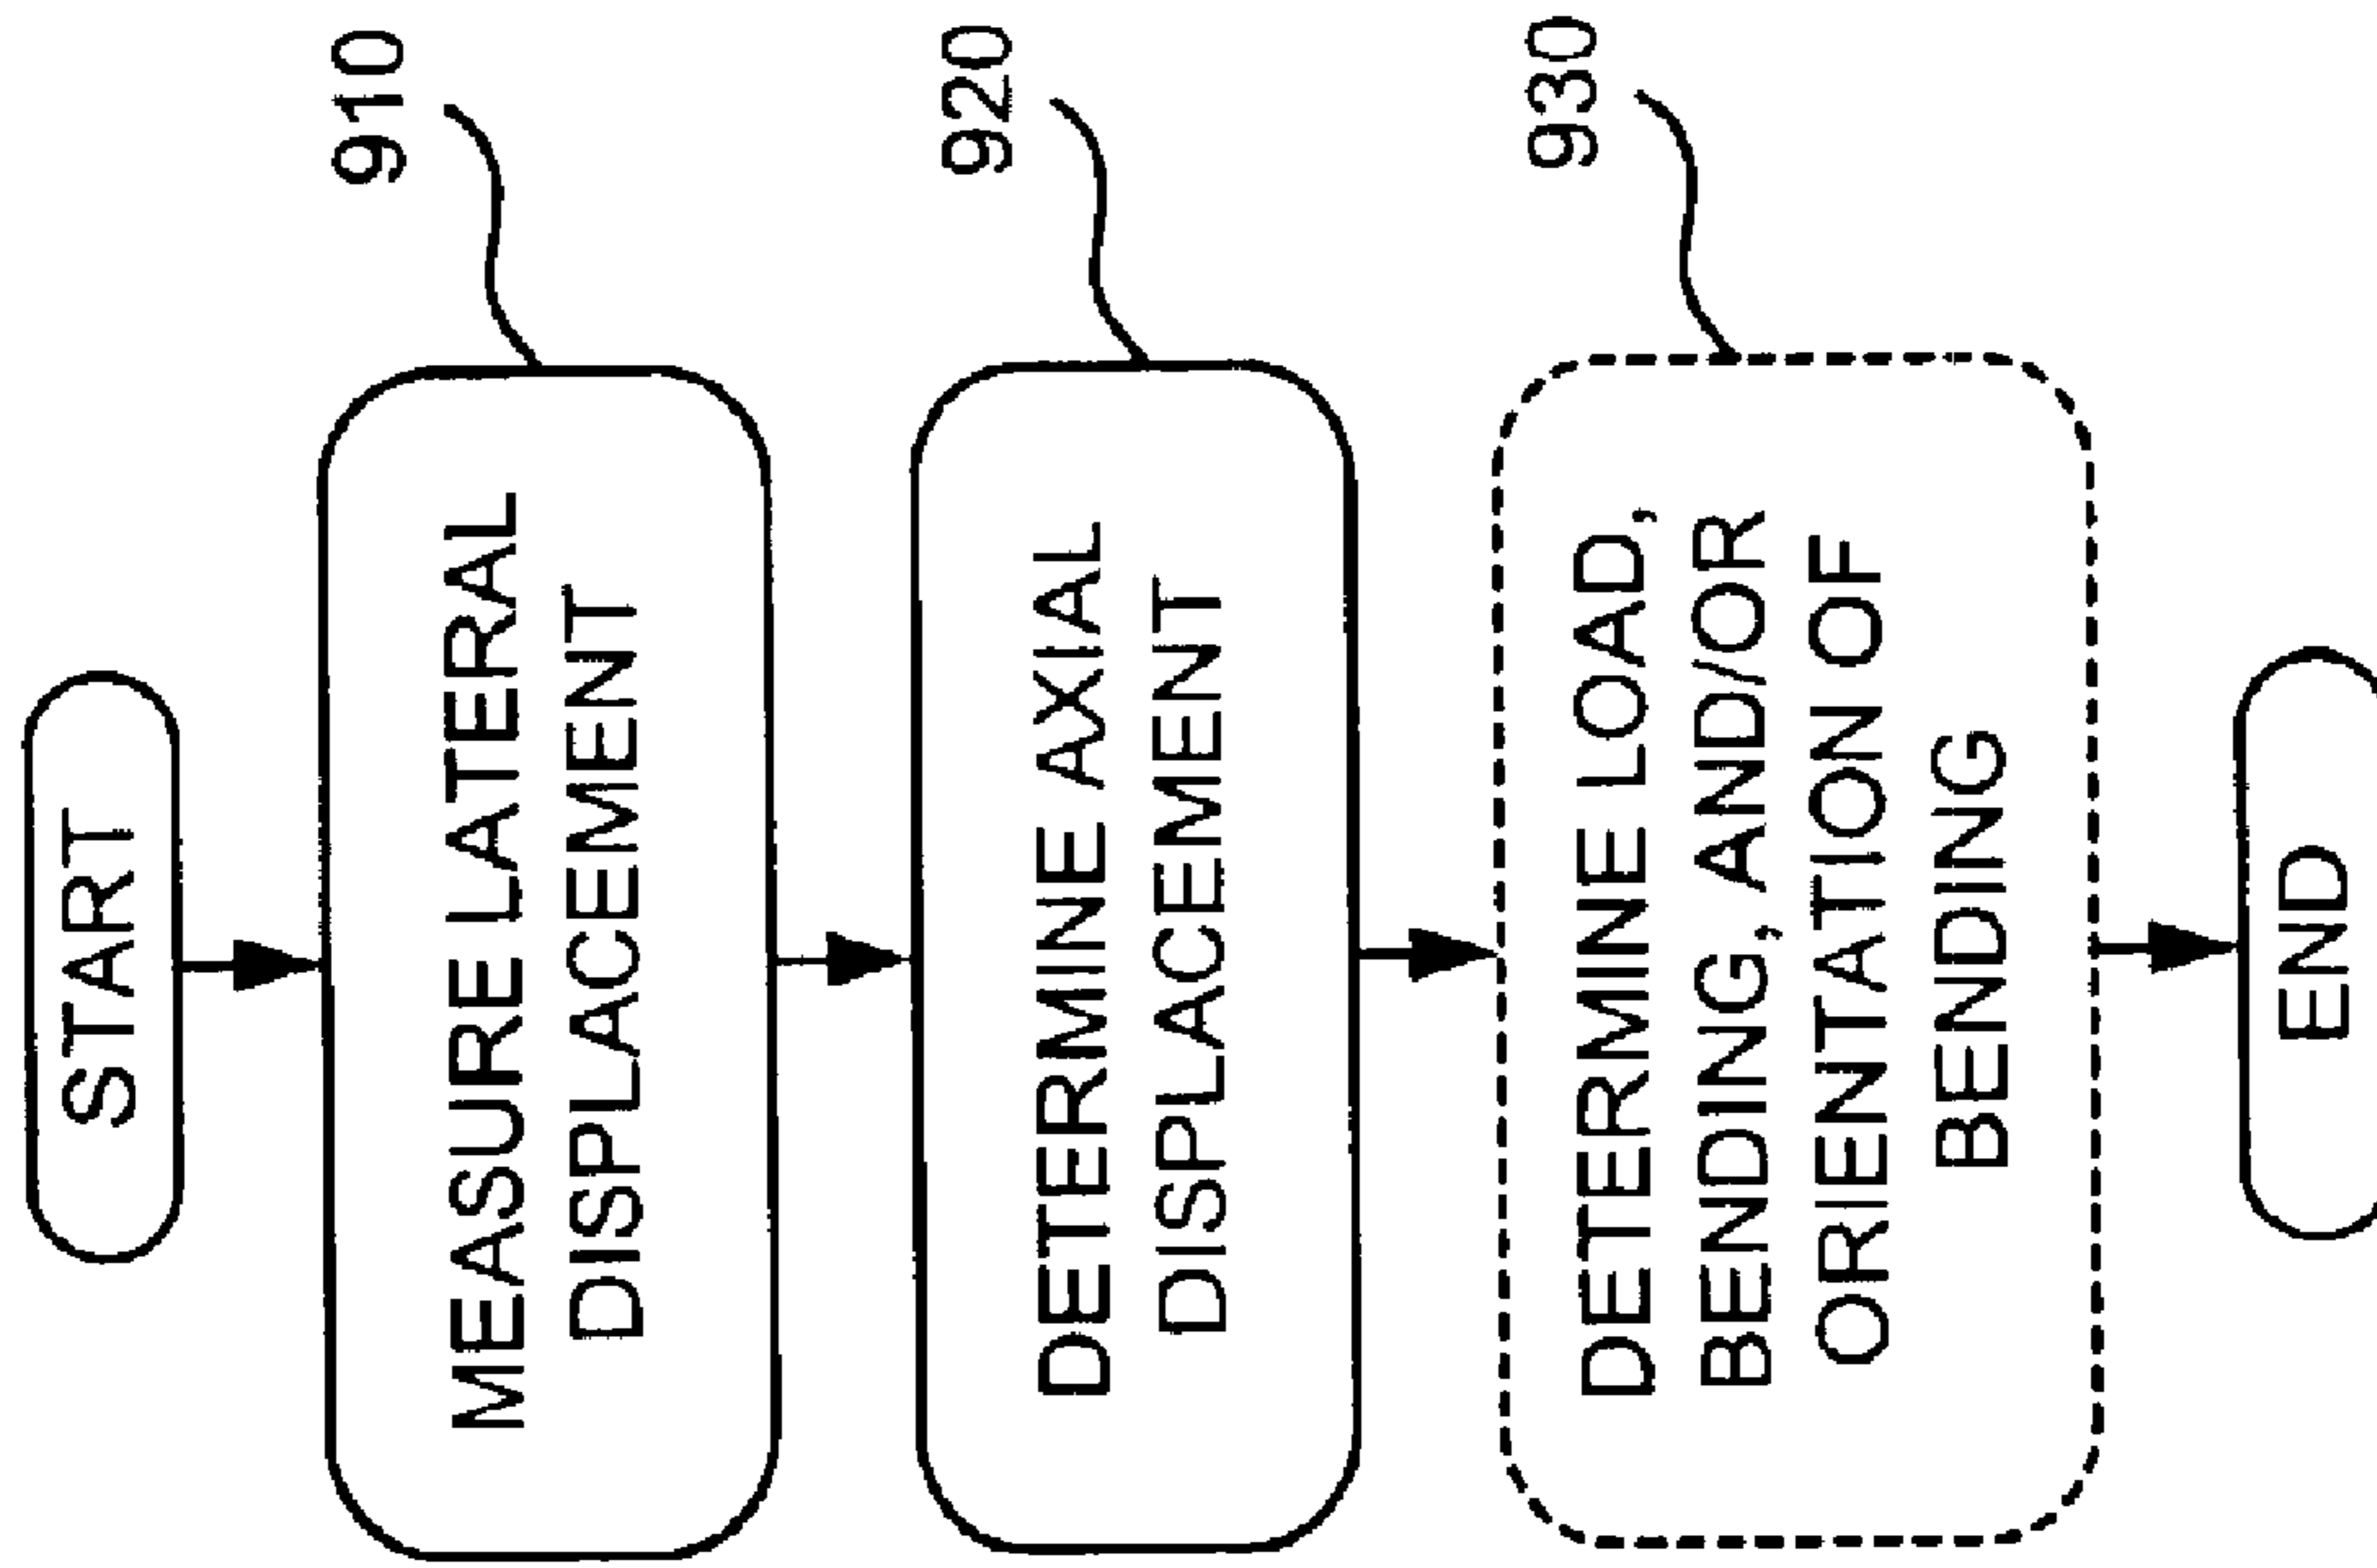 START
910
MEASURE LATERAL
DISPLACEMENT
920
DETERMINE AXIAL
DISPLACEMENT
930
DETERMINE LOAD,
BENDING, AND/OR
ORIENTATION OF
BENDING
END